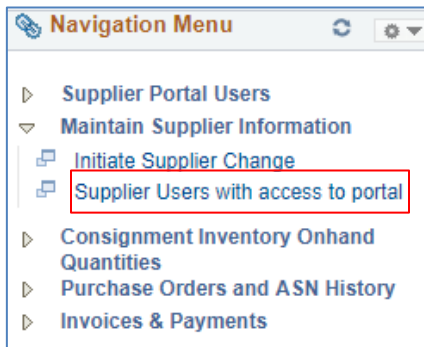 Navigation Menu
Supplier Portal Users
Maintain Supplier Information
Initiate Supplier Change
Supplier Users with access to portal
Consignment Inventory Onhand
Quantities
Purchase Orders and ASN History
Invoices & Payments